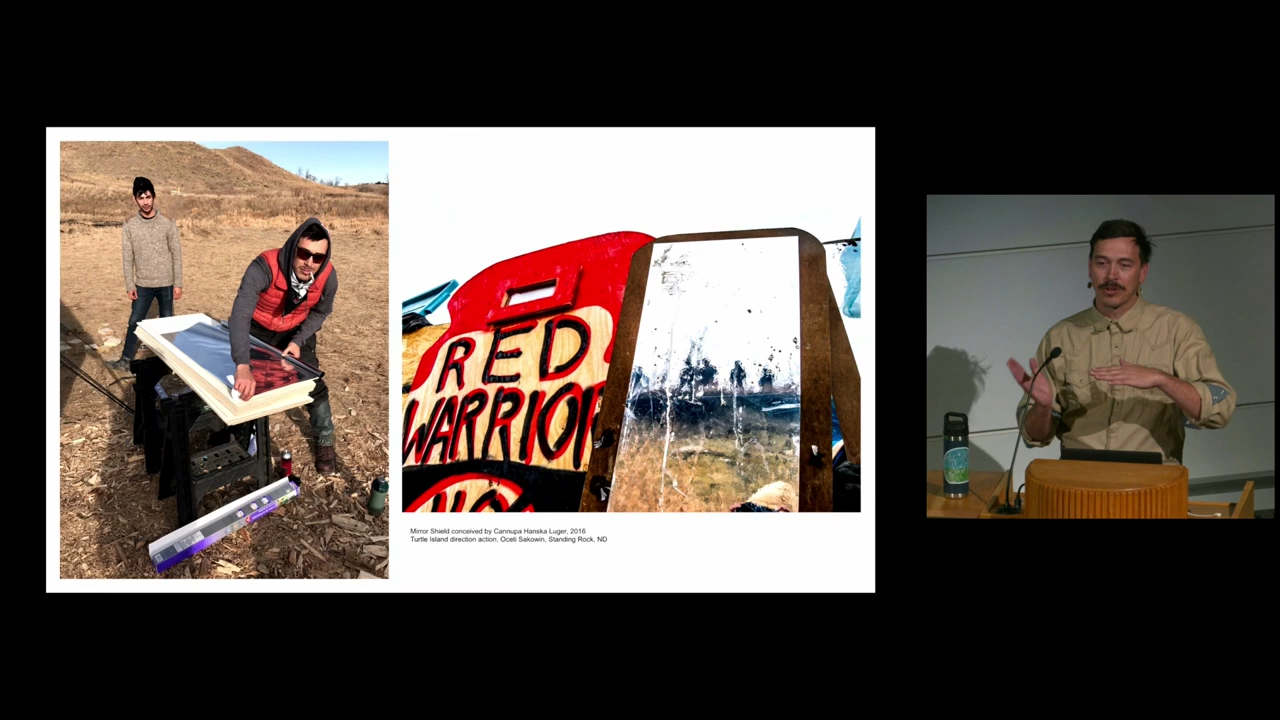 RED
WARRIOR
Mirror Shield conceived by Cannupa Hanska Luger, 2016
Turtle Island direction action, Oceti Sakowin, Standing Rock, ND